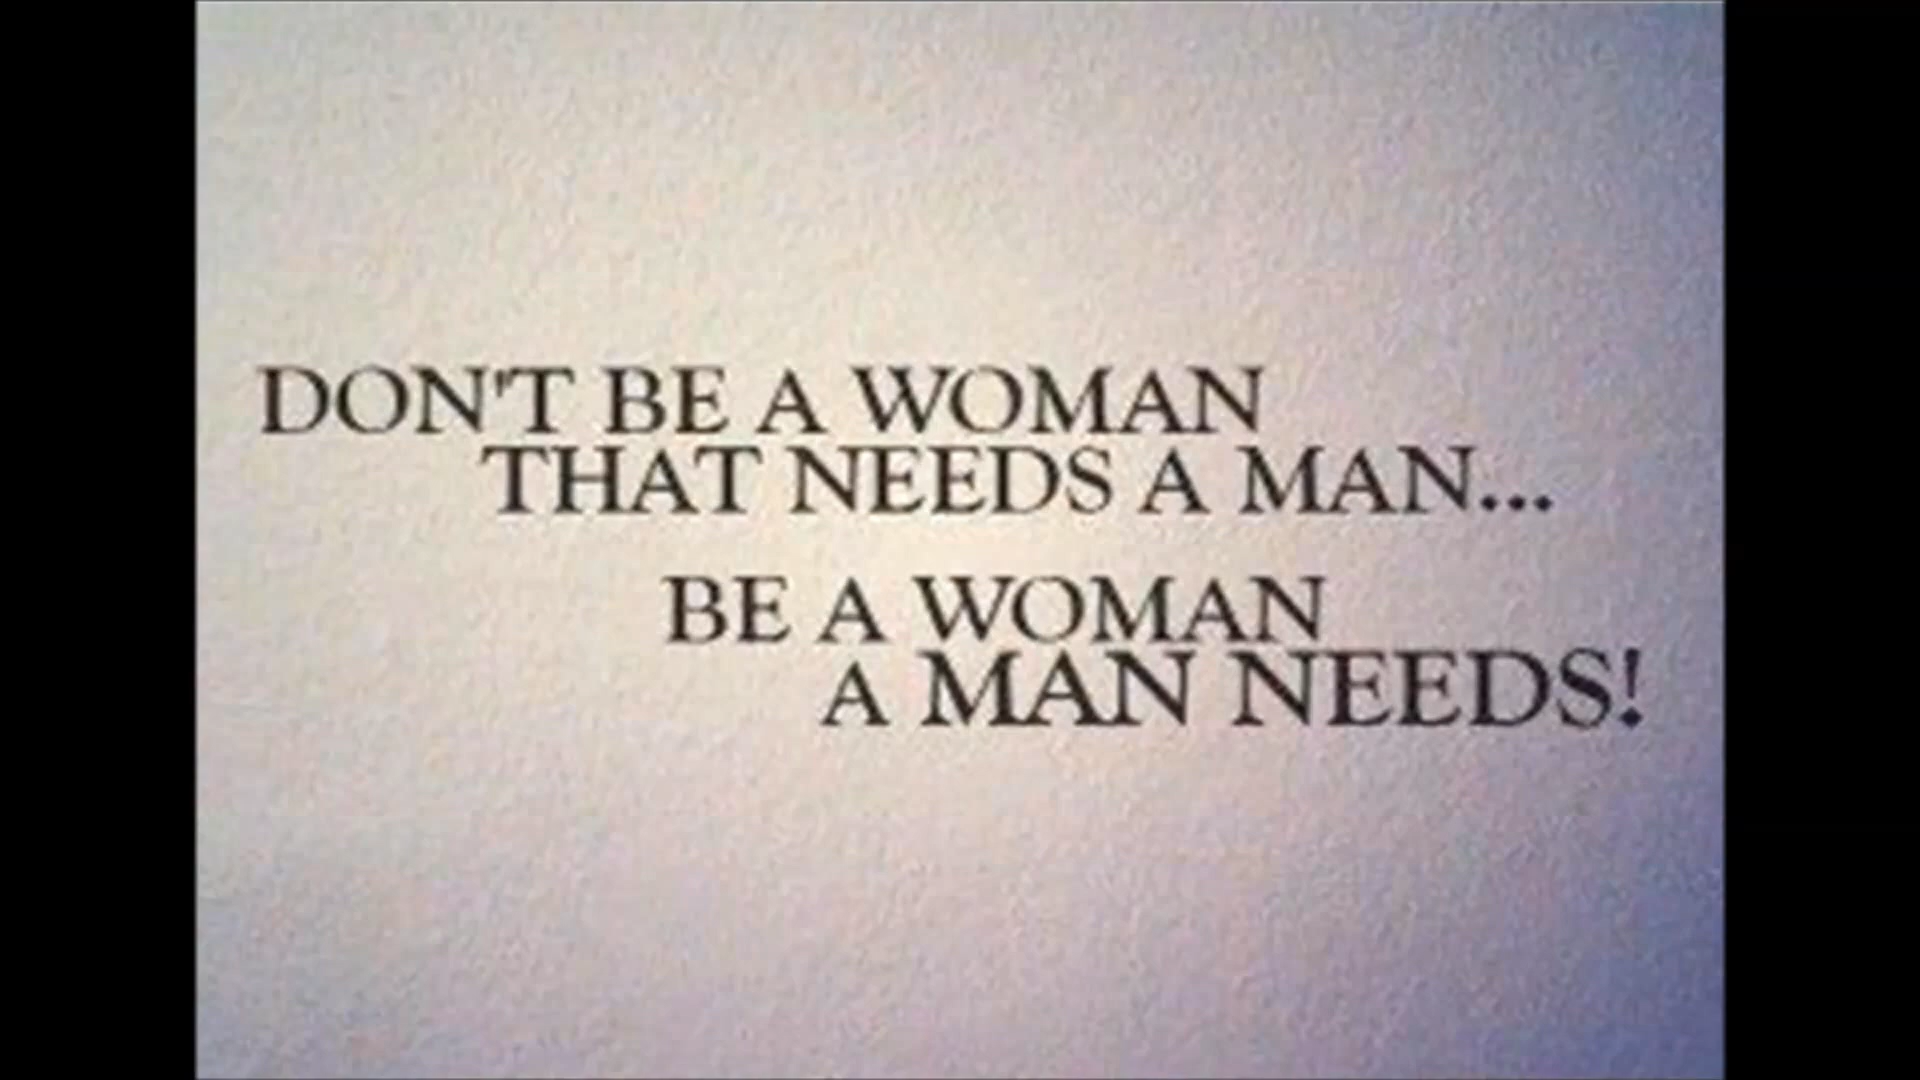 DON'T BE A WOMAN
THAT NEEDS A MAN...
BE A WOMAN
A MAN NEEDS!